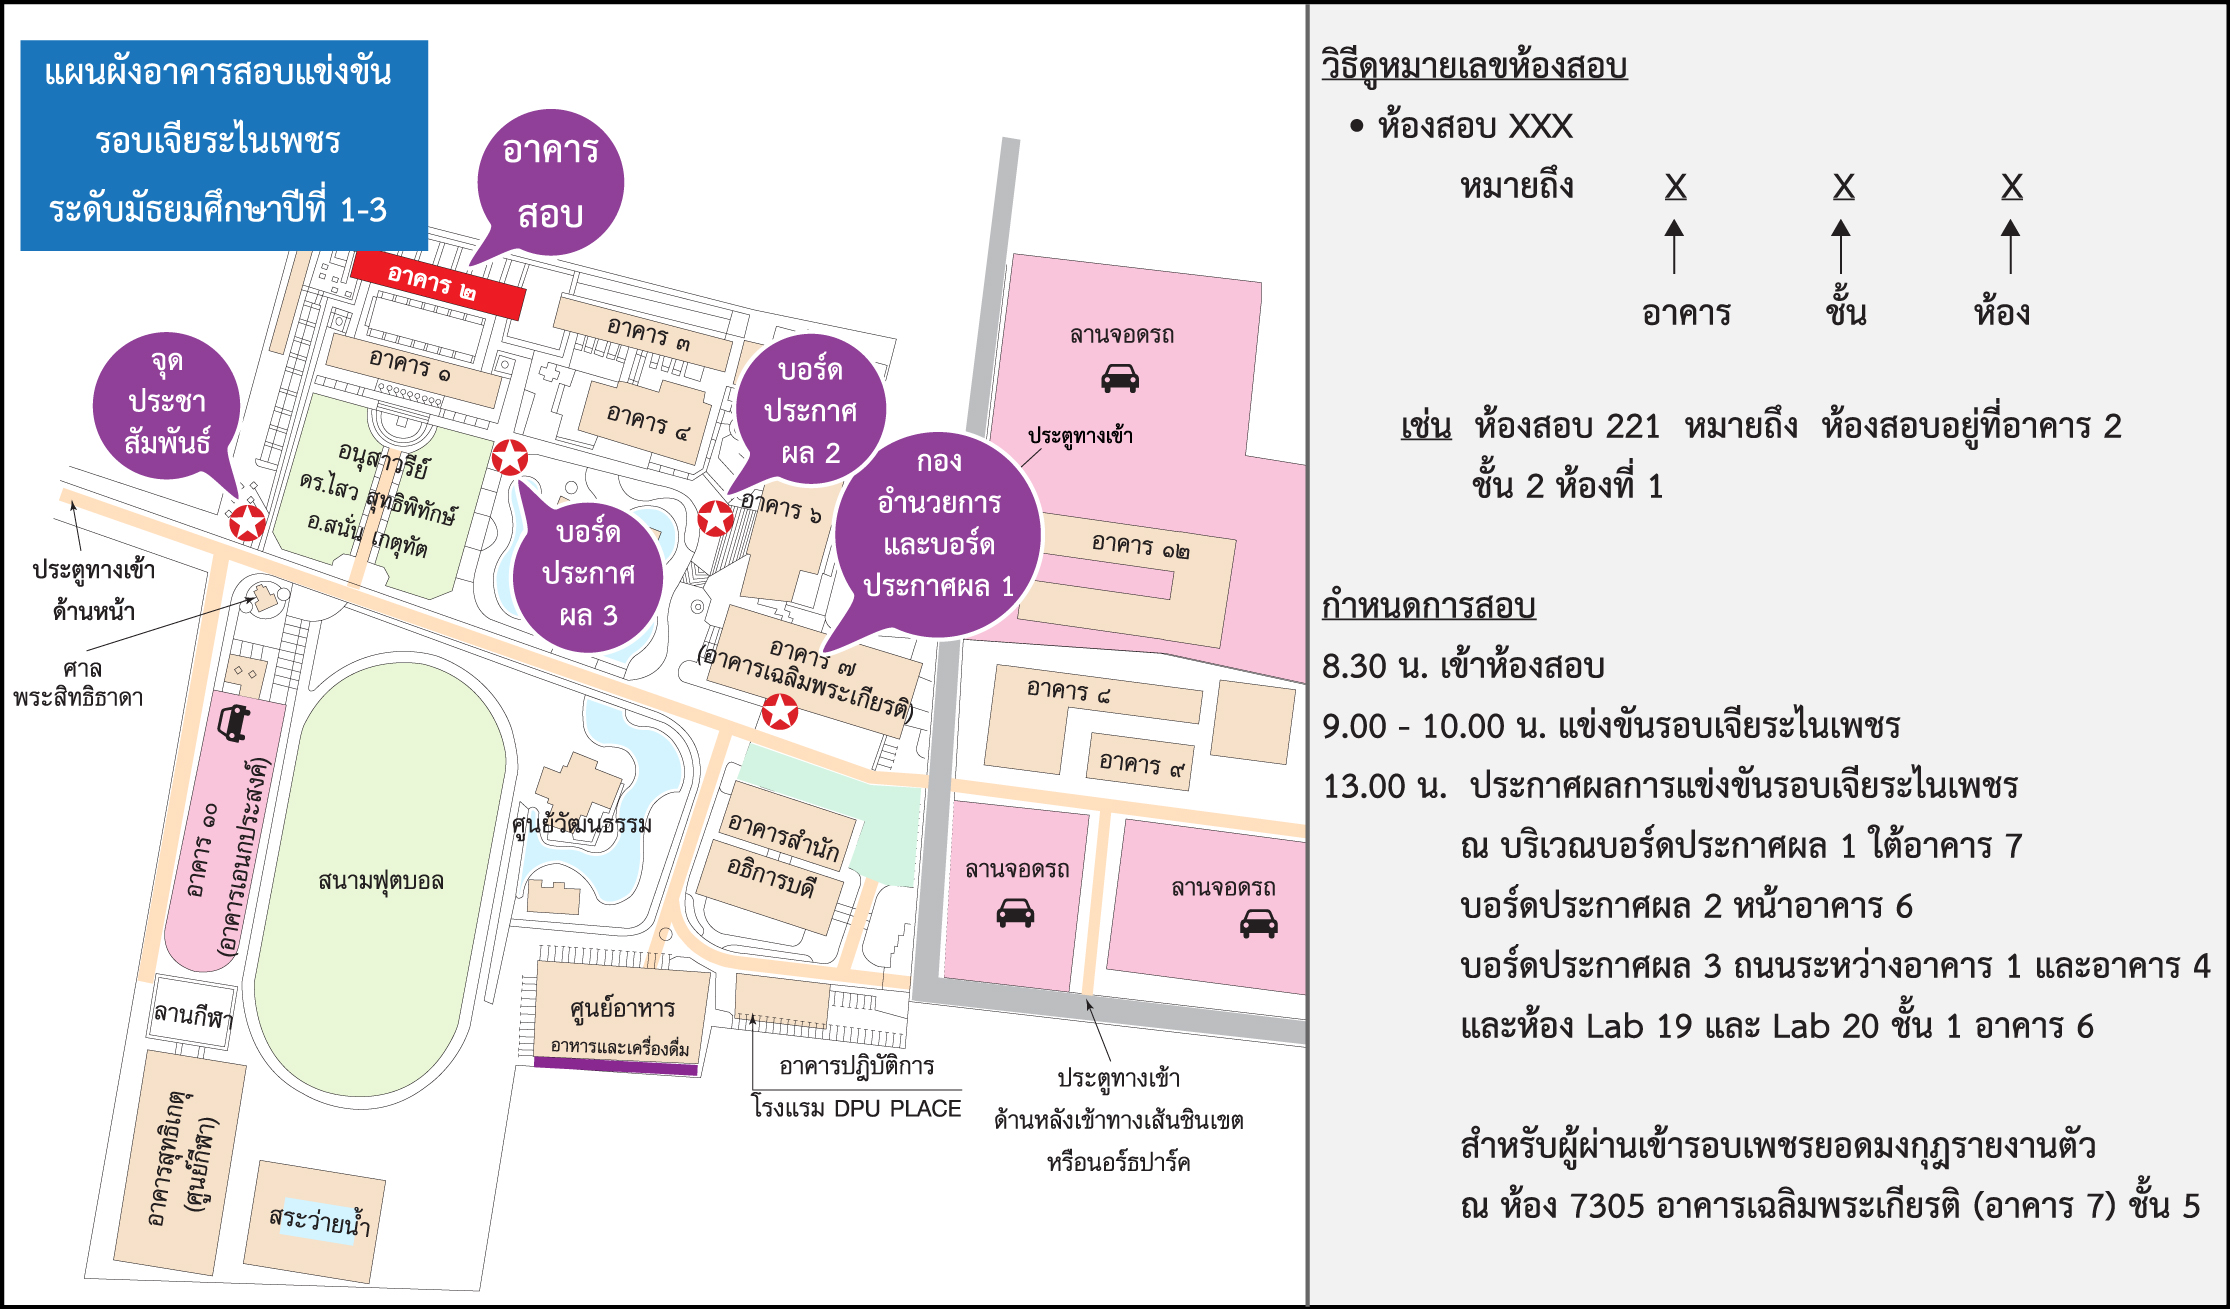 แผนผังอาคารสอบแข่งขัน
รอบเจียระไนเพชร
ระดับมัธยมศึกษาปีที่ 1-3
อาคาร
สอบ
อาคาร ๒
อาคาร ๓
อาคาร ๑
อาคาร ๔
จุด
ประชา
สัมพันธ์
บอร์ด
ประกาศ
ผล 2
กอง
อำนวยการ
และบอร์ด
ประกาศผล 1
บอร์ด
ประกาศ
ผล 3
อนุสาวรีย์
ดร.ไสว สุทธิพิทักษ์
อ.สนั่น เกตุทัต
อาคาร ๖
ลานจอดรถ
ประตูทางเข้า
อาคาร ๑๒
ประตูทางเข้า
ด้านหน้า
ศาล
พระสิทธิธาดา
อาคาร ๗
(อาคารเฉลิมพระเกียรติ)
อาคาร ๘
อาคาร ๙
อาคาร ๑๐
(อาคารเอนกประสงค์)
สนามฟุตบอล
ศูนย์วัฒนธรรม
อาคารสำนัก
อธิการบดี
ลานจอดรถ
ลานจอดรถ
ลานกีฬา
ศูนย์อาหาร
อาหารและเครื่องดื่ม
อาคารปฎิบัติการ
โรงแรม DPU PLACE
ประตูทางเข้า
ด้านหลังเข้าทางเส้นชินเขต
หรือนอร์ธปาร์ค
อาคารสุทธิเกตุ
(ศูนย์กีฬา)
สระว่ายน้ำ
วิธีดูหมายเลขห้องสอบ
• ห้องสอบ XXX
หมายถึง X X X
อาคาร ชั้น ห้อง
เช่น ห้องสอบ 221 หมายถึง ห้องสอบอยู่ที่อาคาร 2
ชั้น 2 ห้องที่ 1
กำหนดการสอบ
8.30 น. เข้าห้องสอบ
9.00 - 10.00 น. แข่งขันรอบเจียระไนเพชร
13.00 น. ประกาศผลการแข่งขันรอบเจียระไนเพชร
ณ บริเวณบอร์ดประกาศผล 1 ใต้อาคาร 7
บอร์ดประกาศผล 2 หน้าอาคาร 6
บอร์ดประกาศผล 3 ถนนระหว่างอาคาร 1 และอาคาร 4
และห้อง Lab 19 และ Lab 20 ชั้น 1 อาคาร 6
สำหรับผู้ผ่านเข้ารอบเพชรยอดมงกุฎรายงานตัว
ณ ห้อง 7305 อาคารเฉลิมพระเกียรติ (อาคาร 7) ชั้น 5